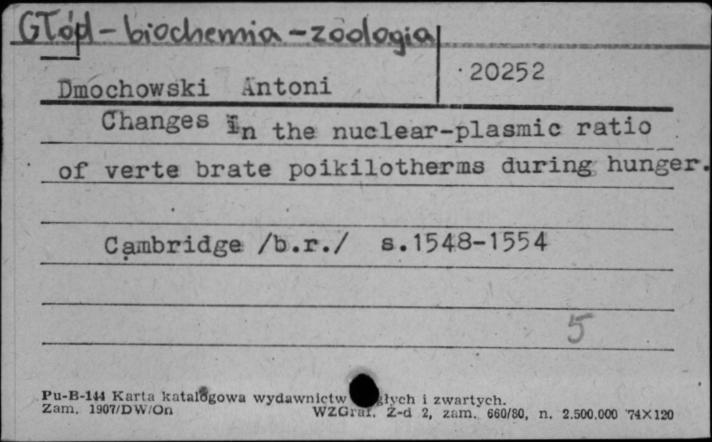 Głód - biochemia - zoologia
20252
Dmochowski Antoni
Changes in the nuclear-plasmic ratio
of verte brate poikilotherms during hunger.
Cambridge /b.r./ s.1548-1554
5
Pu-B-144 Karta katalogowa wydawnictw głych i zwartych.
Zam. 1907/DW/On WZGraf. Z-d 2, zam. 660/80, n. 2.500.000 74X120